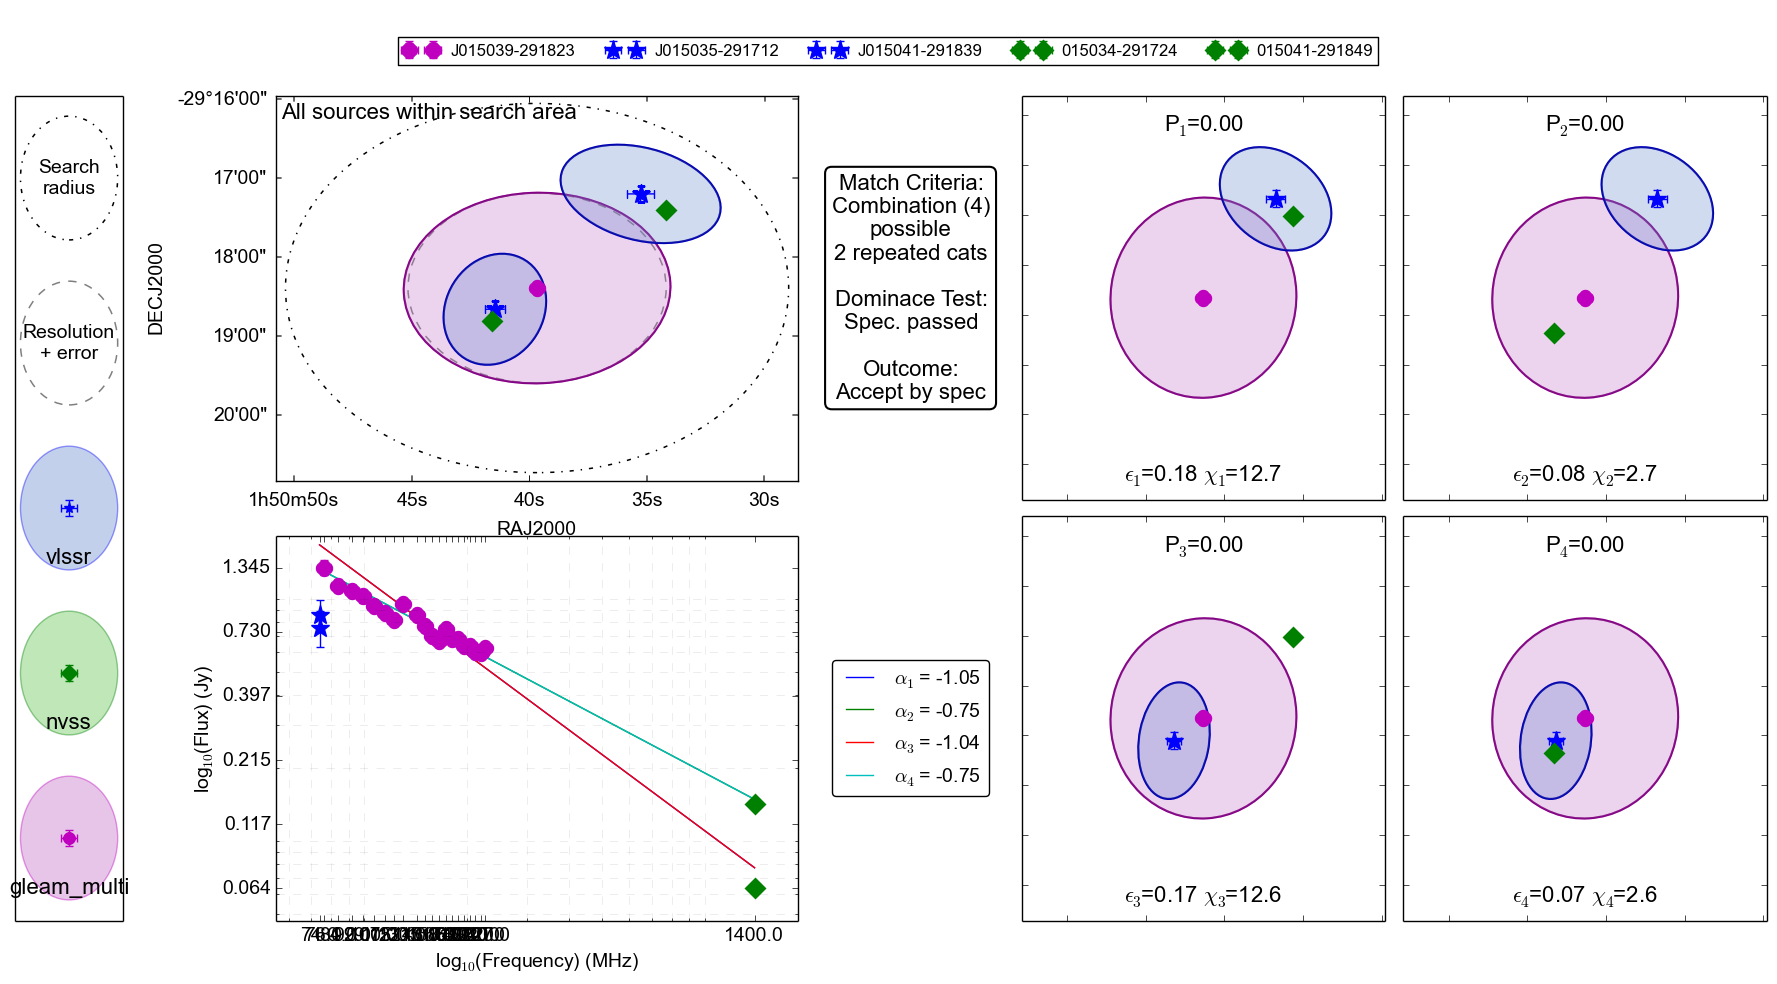 J015039-291823 J015035-291712 J015041-291839 015034-291724 015041-291849
Search
radius
Resolution
+ error
vlssr
nvss
gleam_multi
All sources within search area
-29°16'00"
17'00"
18'00"
19'00"
20'00"
DECJ2000
1h50m50s 45s 40s 35s 30s
RAJ2000
Match Criteria:
Combination (4)
possible
2 repeated cats
Dominace Test:
Spec. passed
Outcome:
Accept by spec
P1=0.00
ϵ1=0.18 χ1=12.7
P2=0.00
ϵ2=0.08 χ2=2.7
1.345
0.730
0.397
0.215
0.117
0.064
log10(Flux) (Jy)
1400.0
log10(Frequency) (MHz)
α1 = -1.05
α2 = -0.75
α3 = -1.04
α4 = -0.75
P3=0.00
ϵ3=0.17 χ3=12.6
P4=0.00
ϵ4=0.07 χ4=2.6